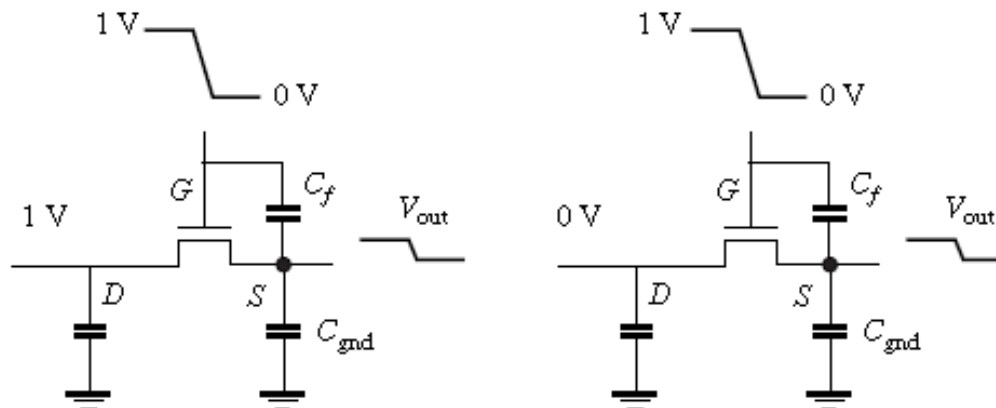 1 V
0 V
G
C_f
1 V
V_out
D
S
C_gnd
1 V
0 V
G
C_f
0 V
V_out
D
S
C_gnd